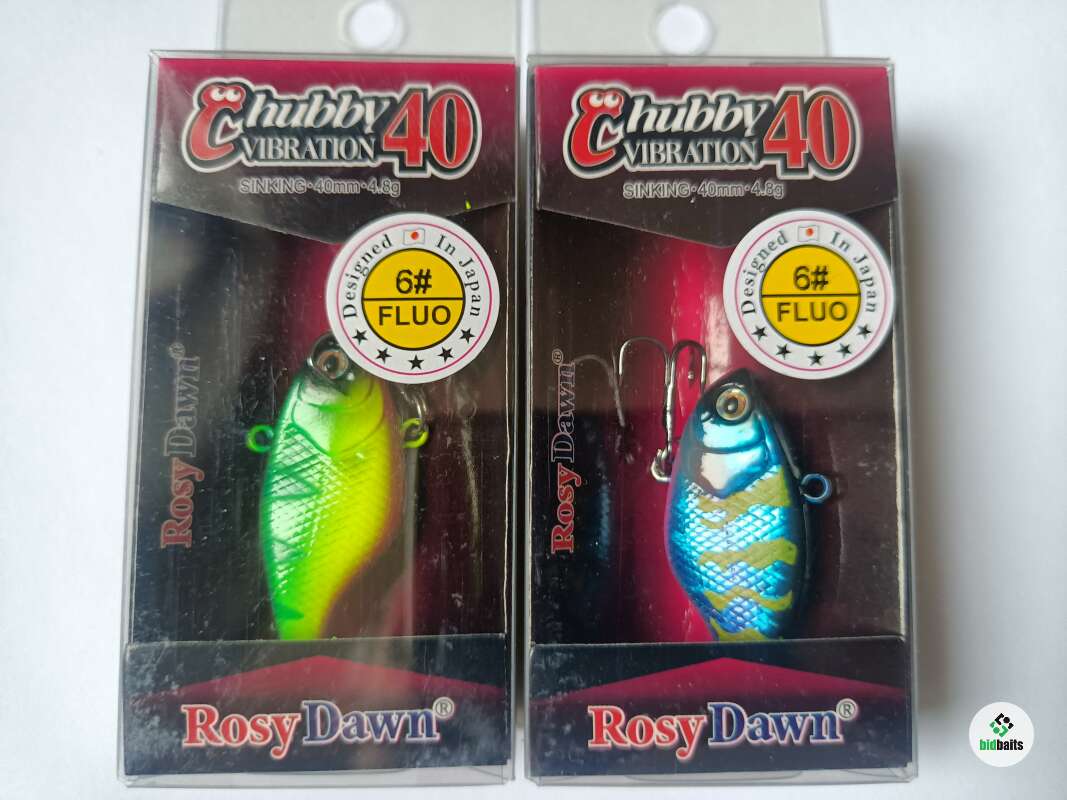 Chubby 40
VIBRATION
SINKING·40mm·4.8g
Designed In Japan
6#
FLUO
Rosy Dawn®
Rosy Dawn®
Chubby 40
VIBRATION
SINKING·40mm·4.8g
Designed In Japan
6#
FLUO
Rosy Dawn®
Rosy Dawn®
bidbaits